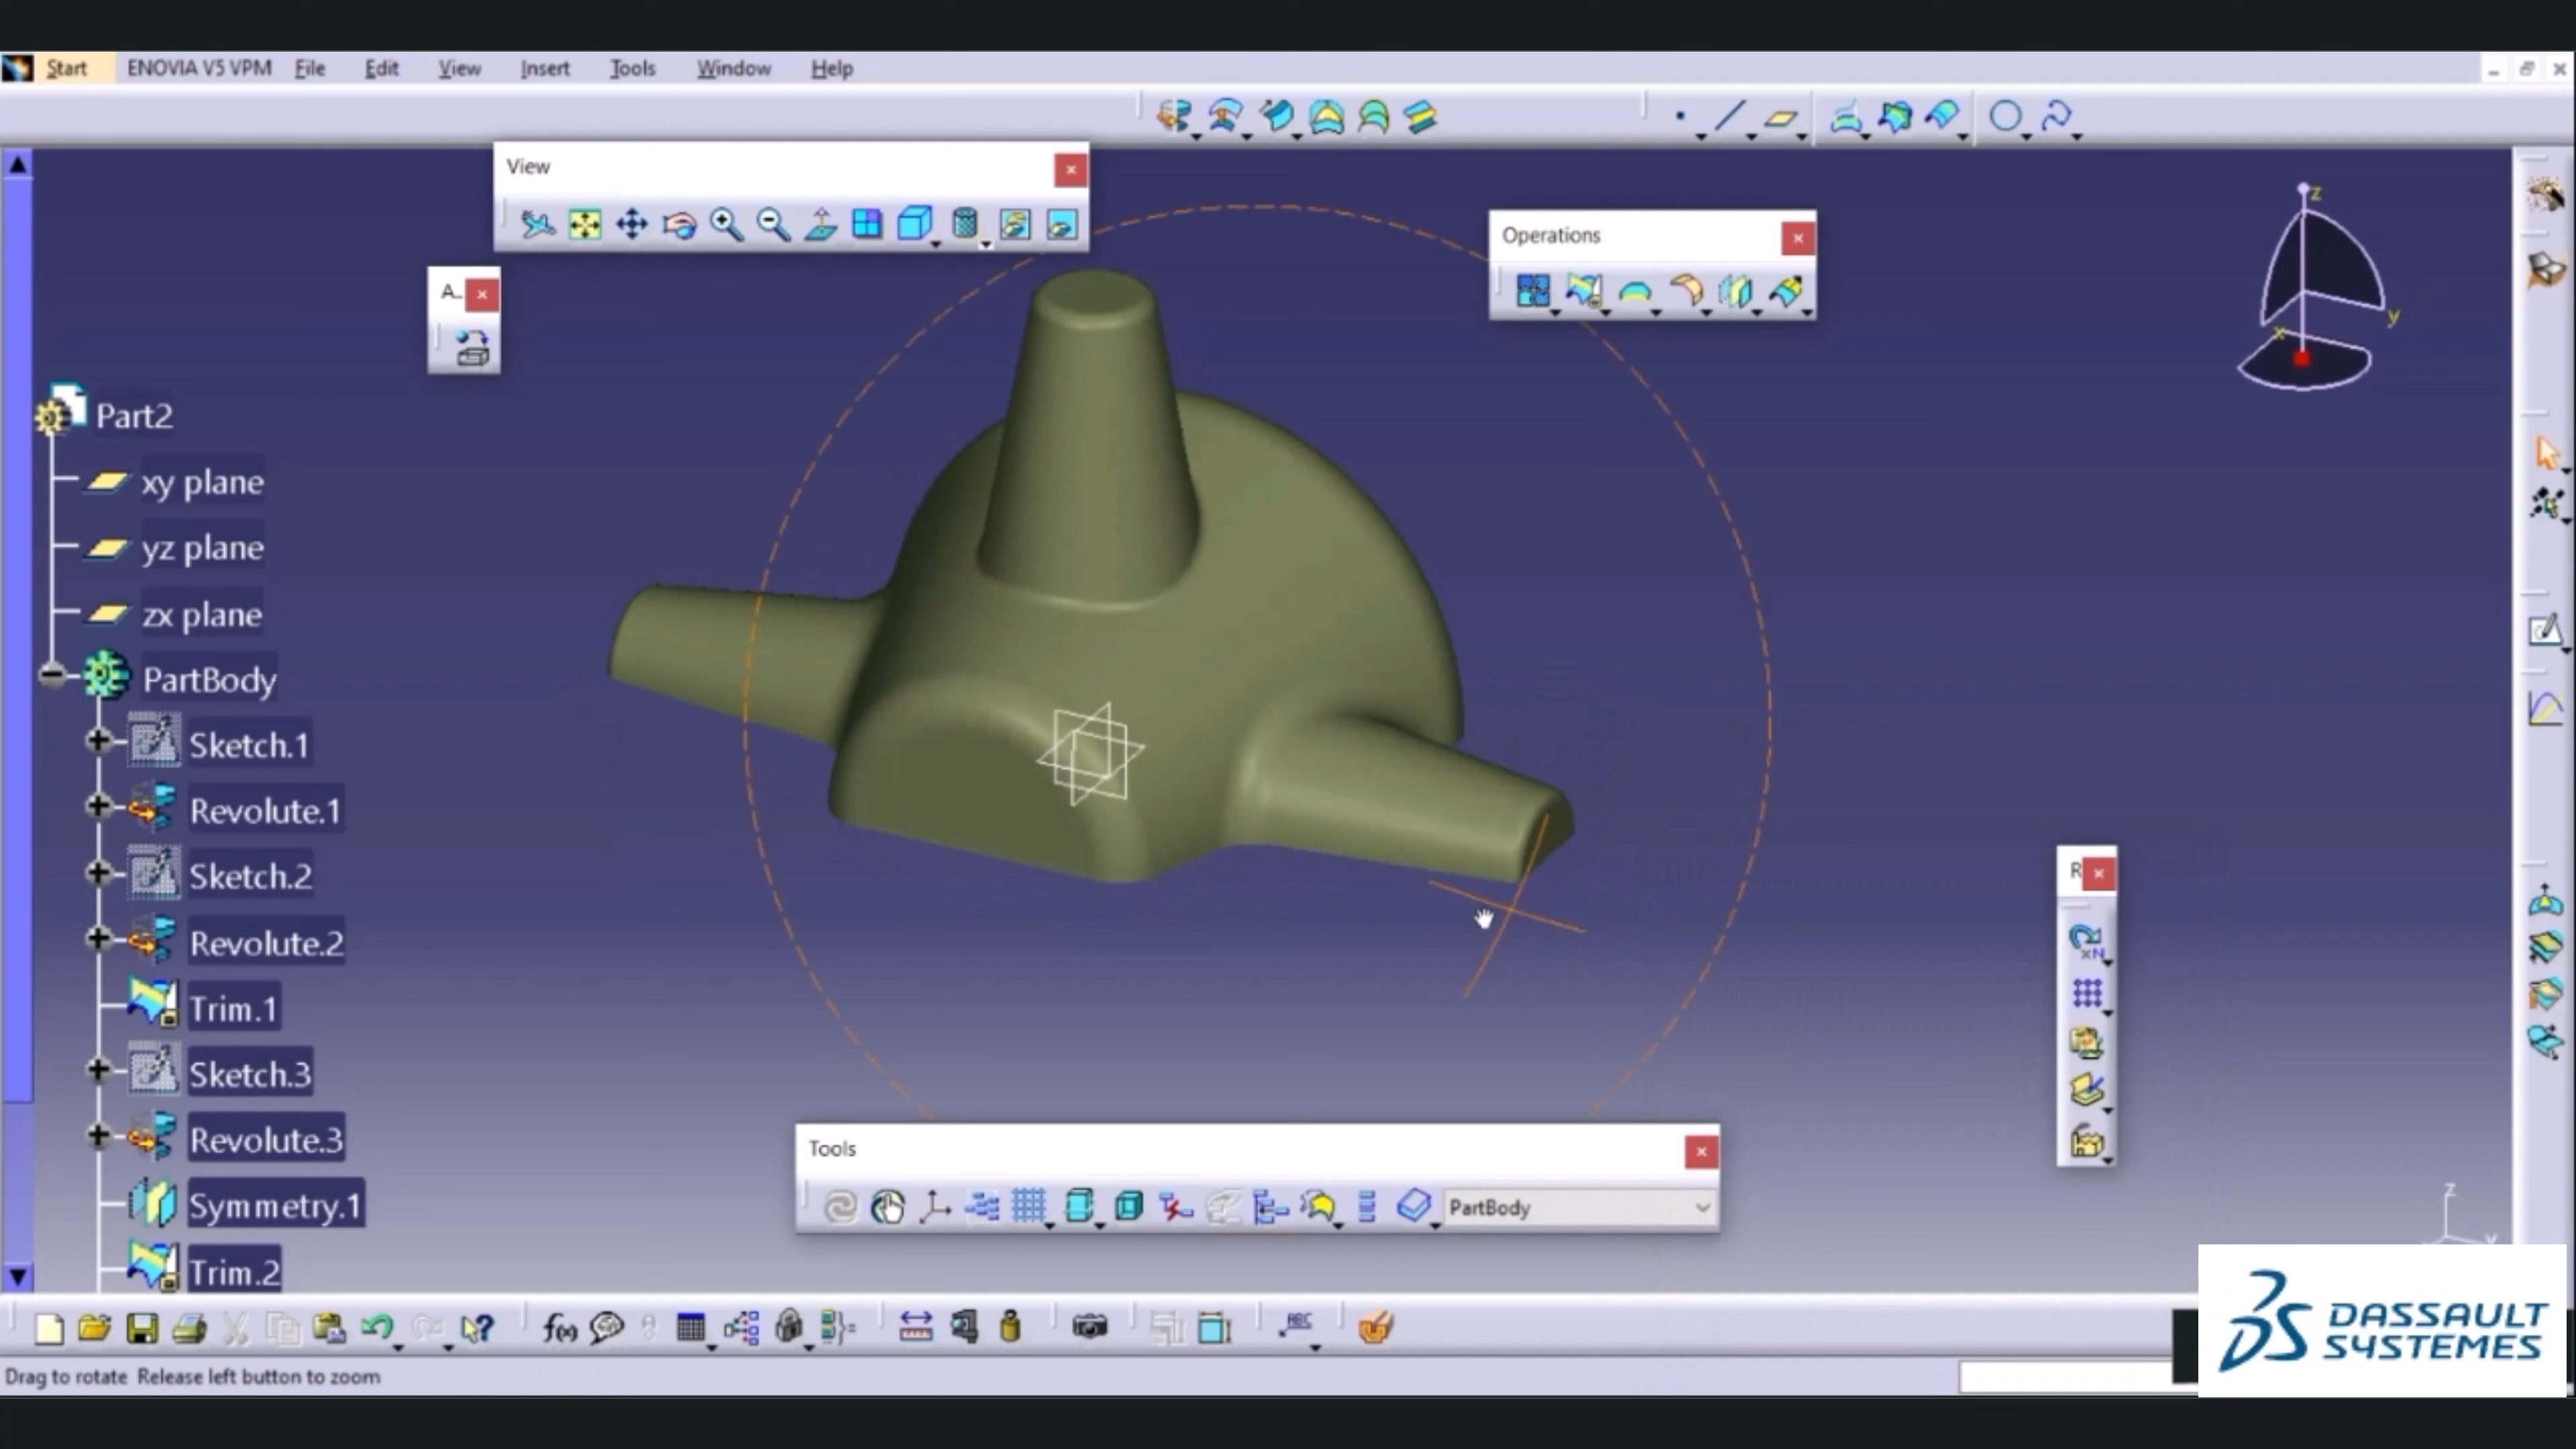 Start ENOVIA V5 VPM File Edit View Insert Tools Window Help
View
Operations
A...
z
y
x
Part2
xy plane
yz plane
zx plane
PartBody
Sketch.1
Revolute.1
Sketch.2
Revolute.2
Trim.1
Sketch.3
Revolute.3
Symmetry.1
Trim.2
R
×N
Tools
PartBody
z
y
f(x)
ABC
Drag to rotate Release left button to zoom
DASSAULT
SYSTEMES